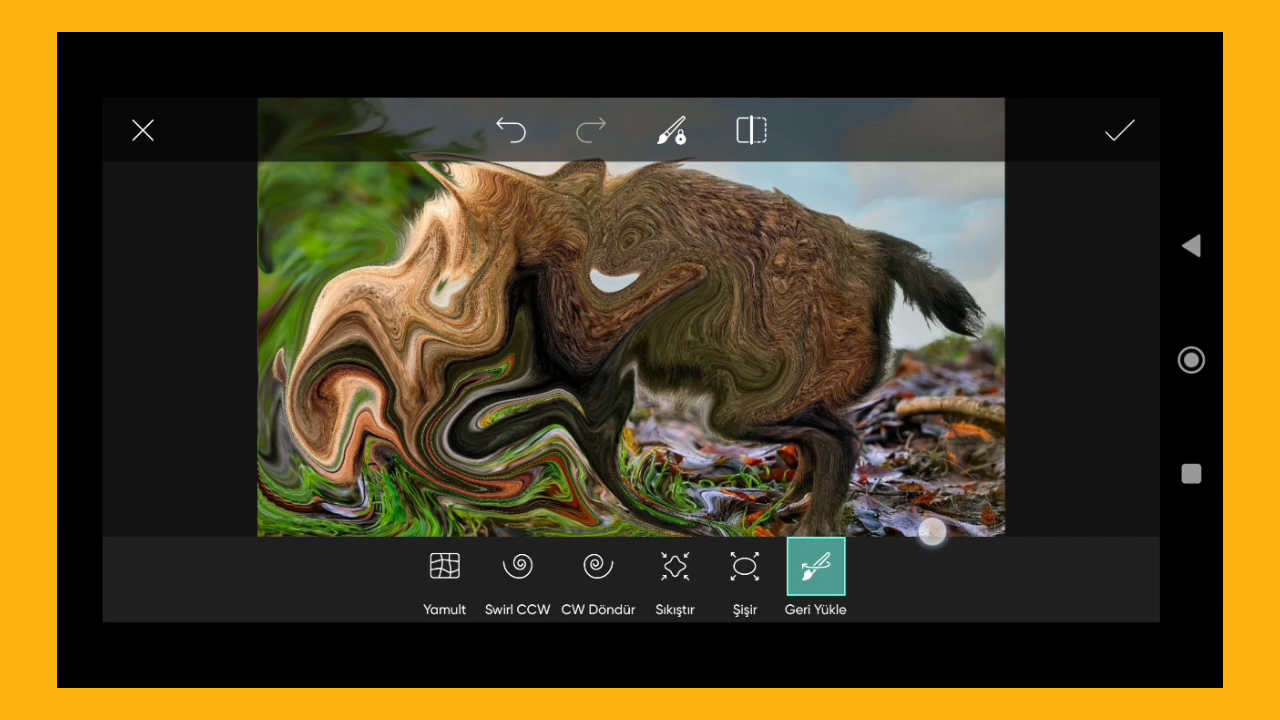 Yamult
Swirl CCW
CW Döndür
Sıkıştır
Şişir
Geri Yükle